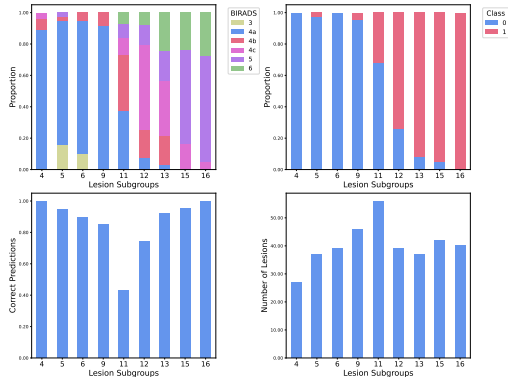 BIRADS
3
4a
4b
4c
5
6
Proportion
1.00
0.80
0.60
0.40
0.20
0.00
4 5 6 9 11 12 13 15 16
Lesion Subgroups
Class
0
1
Proportion
1.00
0.80
0.60
0.40
0.20
0.00
4 5 6 9 11 12 13 15 16
Lesion Subgroups
Correct Predictions
1.00
0.80
0.60
0.40
0.20
0.00
4 5 6 9 11 12 13 15 16
Lesion Subgroups
Number of Lesions
50.00
40.00
30.00
20.00
10.00
0.00
4 5 6 9 11 12 13 15 16
Lesion Subgroups